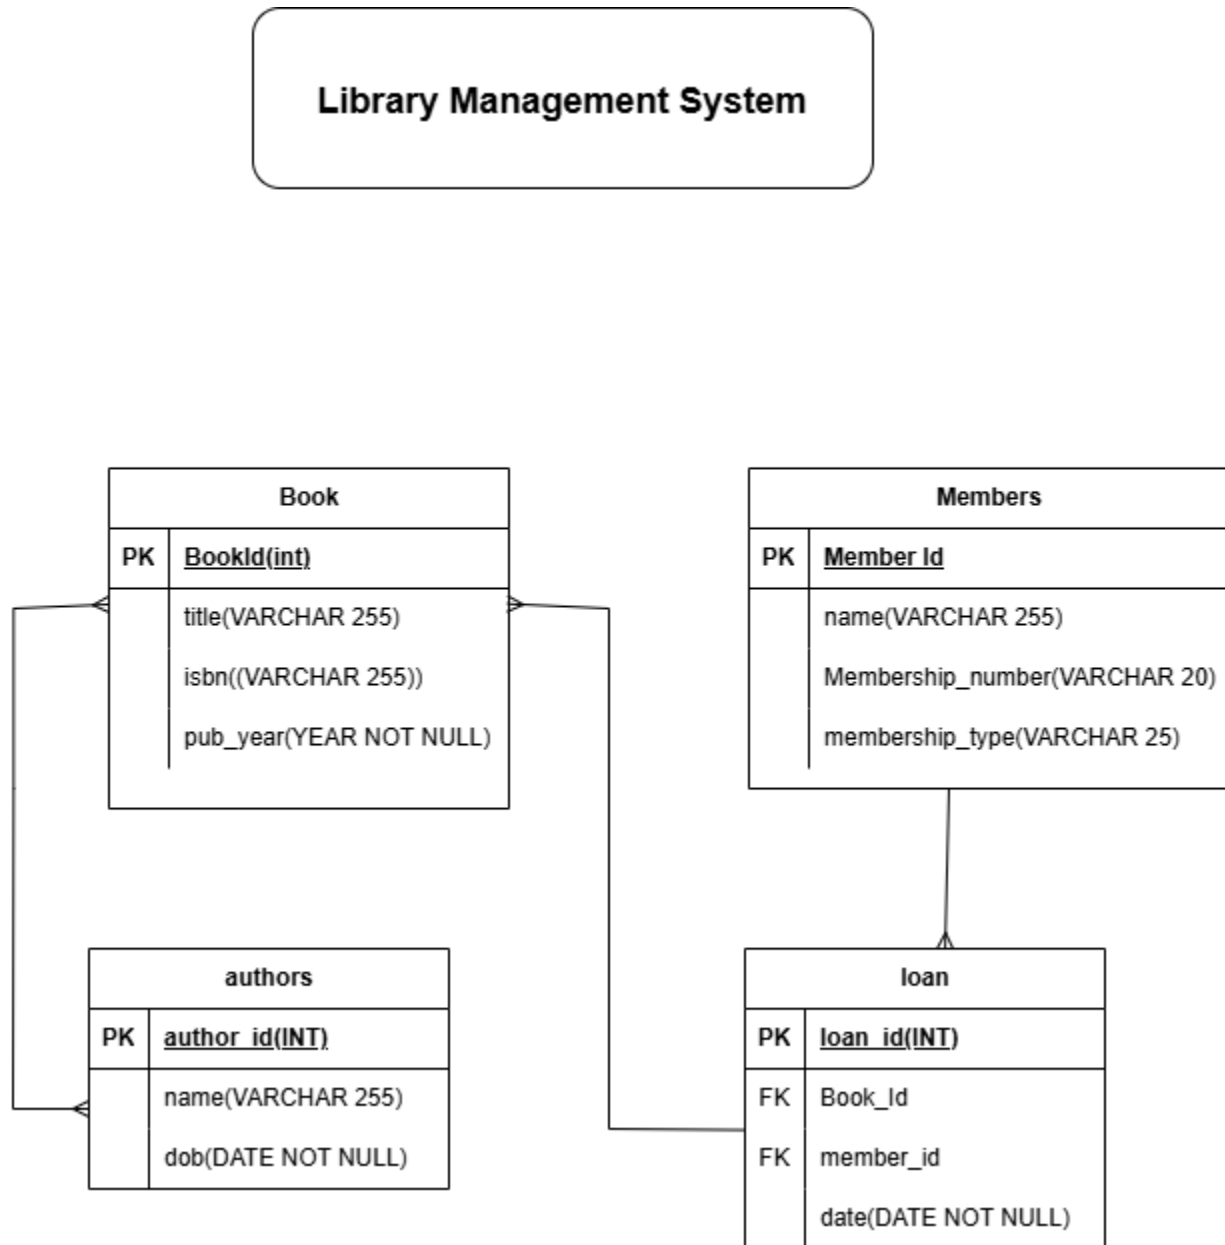 Library Management System
Book
PK BookId(int)
title(VARCHAR 255)
isbn((VARCHAR 255))
pub_year(YEAR NOT NULL)
Members
PK Member Id
name(VARCHAR 255)
Membership_number(VARCHAR 20)
membership_type(VARCHAR 25)
authors
PK author_id(INT)
name(VARCHAR 255)
dob(DATE NOT NULL)
loan
PK loan_id(INT)
FK Book_Id
FK member_id
date(DATE NOT NULL)